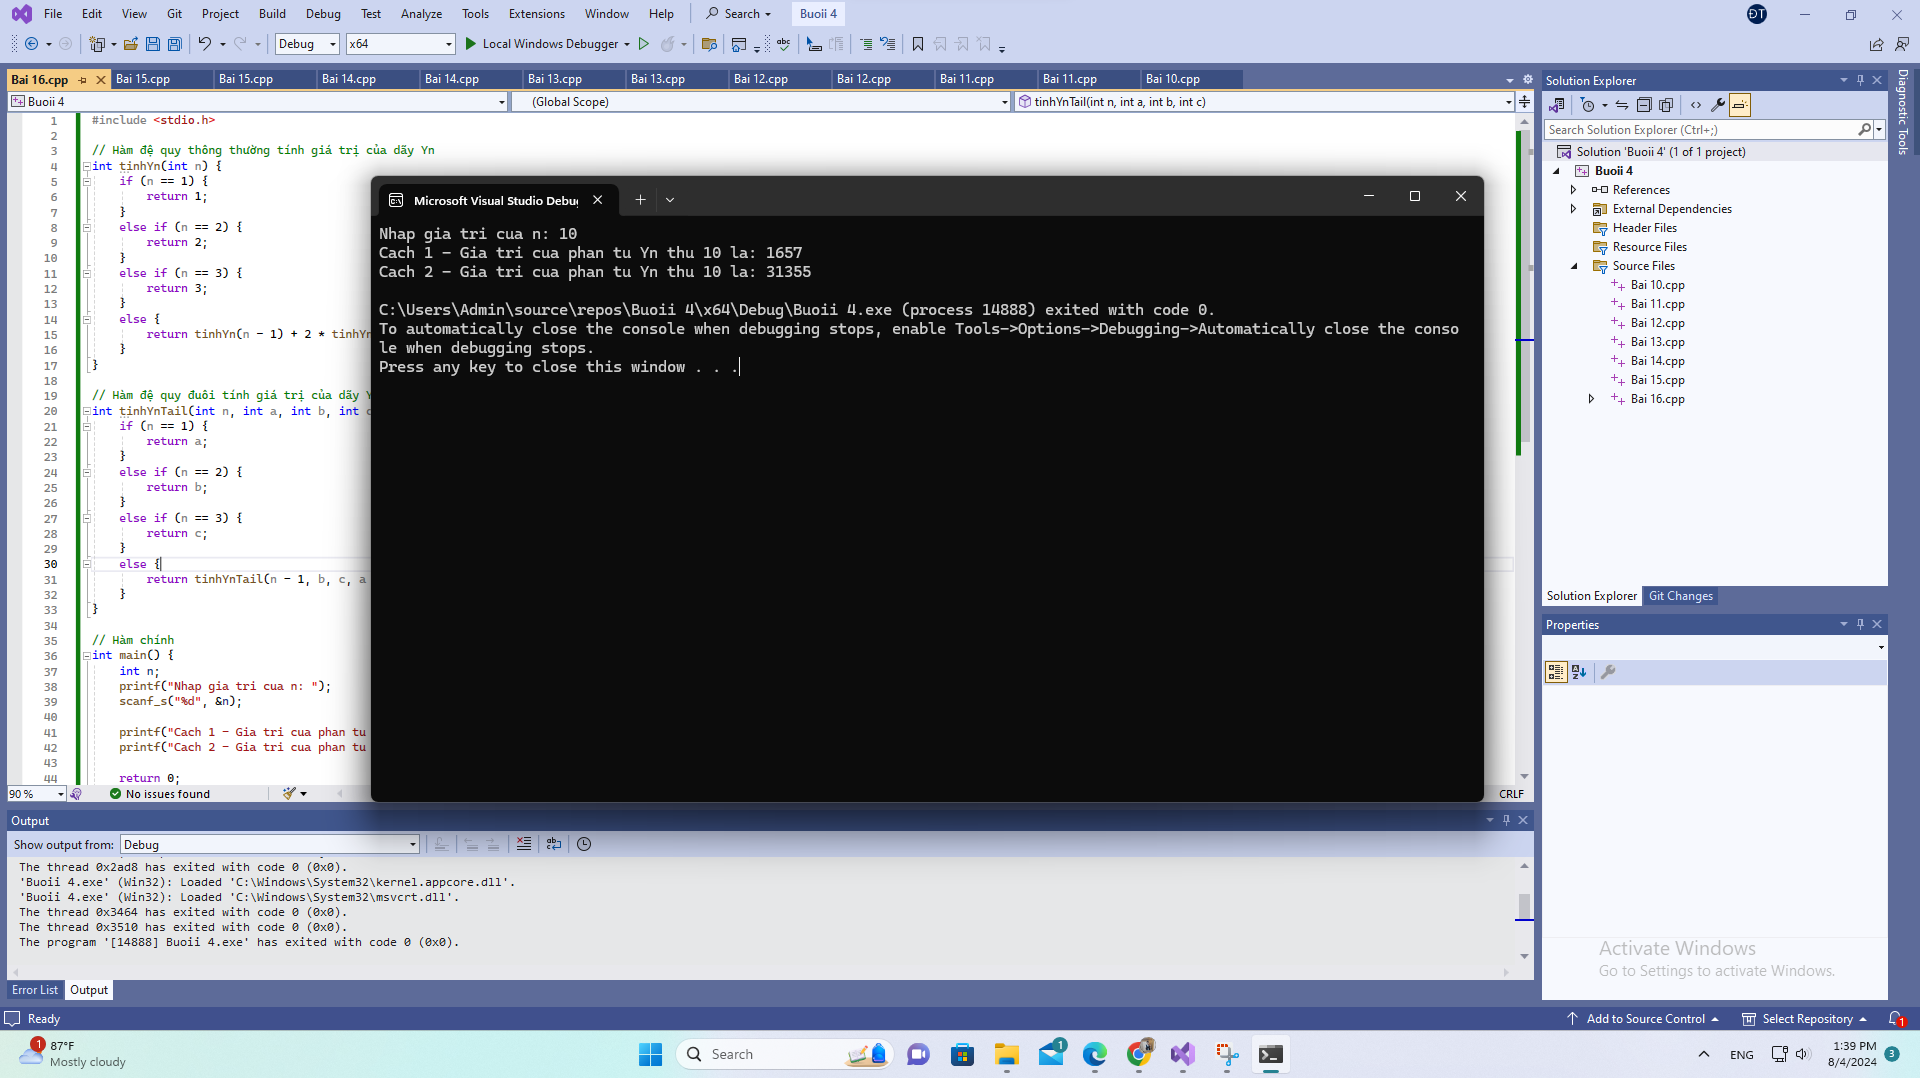 File Edit View Git Project Build Debug Test Analyze Tools Extensions Window Help Search Buoii 4 ĐT
Debug x64 Local Windows Debugger
Bai 16.cpp Bai 15.cpp Bai 15.cpp Bai 14.cpp Bai 14.cpp Bai 13.cpp Bai 13.cpp Bai 12.cpp Bai 12.cpp Bai 11.cpp Bai 11.cpp Bai 10.cpp
Buoii 4 (Global Scope) tinhYnTail(int n, int a, int b, int c)
1 #include <stdio.h>
2
3 // Hàm đệ quy thông thường tính giá trị của dãy Yn
4 int tinhYn(int n) {
5 if (n == 1) {
6 return 1;
7 }
8 else if (n == 2) {
9 return 2;
10 }
11 else if (n == 3) {
12 return 3;
13 }
14 else {
15 return tinhYn(n - 1) + 2 * tinhYn
16 }
17 }
18
19 // Hàm đệ quy đuôi tính giá trị của dãy
20 int tinhYnTail(int n, int a, int b, int
21 if (n == 1) {
22 return a;
23 }
24 else if (n == 2) {
25 return b;
26 }
27 else if (n == 3) {
28 return c;
29 }
30 else {
31 return tinhYnTail(n - 1, b, c, a
32 }
33 }
34
35 // Hàm chính
36 int main() {
37 int n;
38 printf("Nhap gia tri cua n: ");
39 scanf_s("%d", &n);
40
41 printf("Cach 1 - Gia tri cua phan tu
42 printf("Cach 2 - Gia tri cua phan tu
43
44 return 0;
90 % No issues found CRLF
Microsoft Visual Studio Debug
Nhap gia tri cua n: 10
Cach 1 - Gia tri cua phan tu Yn thu 10 la: 1657
Cach 2 - Gia tri cua phan tu Yn thu 10 la: 31355
C:\Users\Admin\source\repos\Buoii 4\x64\Debug\Buoii 4.exe (process 14888) exited with code 0.
To automatically close the console when debugging stops, enable Tools->Options->Debugging->Automatically close the conso
le when debugging stops.
Press any key to close this window . . .
Output
Show output from: Debug
The thread 0x2ad8 has exited with code 0 (0x0).
'Buoii 4.exe' (Win32): Loaded 'C:\Windows\System32\kernel.appcore.dll'.
'Buoii 4.exe' (Win32): Loaded 'C:\Windows\System32\msvcrt.dll'.
The thread 0x3464 has exited with code 0 (0x0).
The thread 0x3510 has exited with code 0 (0x0).
The program '[14888] Buoii 4.exe' has exited with code 0 (0x0).
Error List Output
Solution Explorer
Search Solution Explorer (Ctrl+;)
Solution 'Buoii 4' (1 of 1 project)
Buoii 4
References
External Dependencies
Header Files
Resource Files
Source Files
Bai 10.cpp
Bai 11.cpp
Bai 12.cpp
Bai 13.cpp
Bai 14.cpp
Bai 15.cpp
Bai 16.cpp
Solution Explorer Git Changes
Properties
Activate Windows
Go to Settings to activate Windows.
Diagnostic Tools
Ready Add to Source Control Select Repository 1
1 87°F
Mostly cloudy
Search
1
ENG
1:39 PM
8/4/2024
3